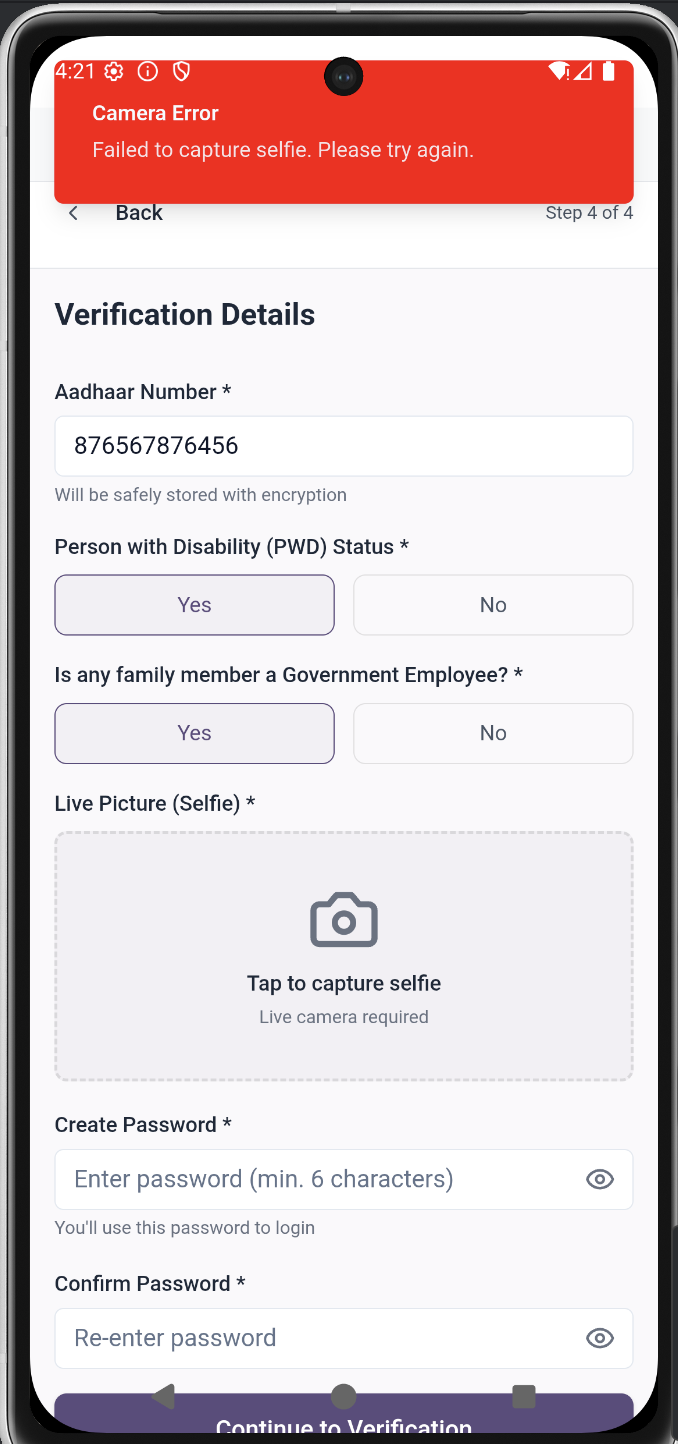 4:21
Camera Error
Failed to capture selfie. Please try again.
Back
Step 4 of 4
Verification Details
Aadhaar Number *
876567876456
Will be safely stored with encryption
Person with Disability (PWD) Status *
Yes
No
Is any family member a Government Employee? *
Yes
No
Live Picture (Selfie) *
Tap to capture selfie
Live camera required
Create Password *
Enter password (min. 6 characters)
You'll use this password to login
Confirm Password *
Re-enter password
Continue to Verification